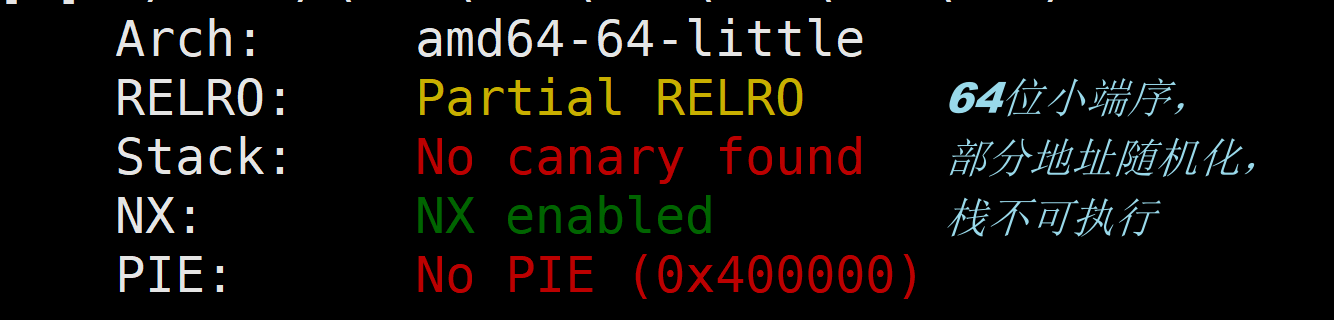 Arch: amd64-64-little
RELRO: Partial RELRO
64位小端序，
Stack: No canary found
部分地址随机化，
NX: NX enabled
栈不可执行
PIE: No PIE (0x400000)